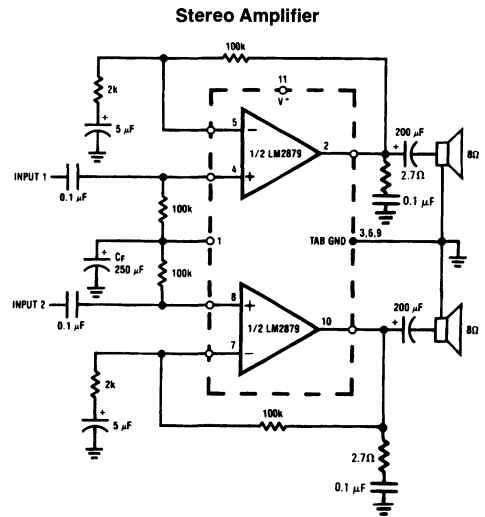 Stereo Amplifier
100k
2k
11
V+
5 µF
5
−
1/2 LM2879
2
200 µF
8Ω
2.7Ω
INPUT 1
4
+
0.1 µF
0.1 µF
100k
1
TAB GND
3,6,9
CF
250 µF
100k
INPUT 2
8
+
200 µF
0.1 µF
1/2 LM2879
10
8Ω
7
−
2k
100k
5 µF
2.7Ω
0.1 µF